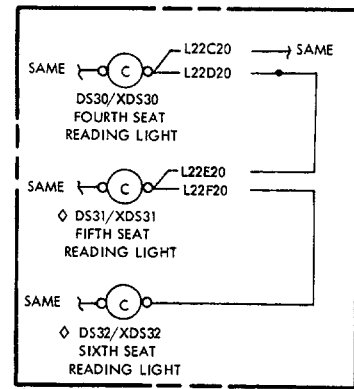 L22C20 SAME
SAME C L22D20
DS30/XDS30
FOURTH SEAT
READING LIGHT
L22E20
SAME C L22F20
◊ DS31/XDS31
FIFTH SEAT
READING LIGHT
SAME C
◊ DS32/XDS32
SIXTH SEAT
READING LIGHT